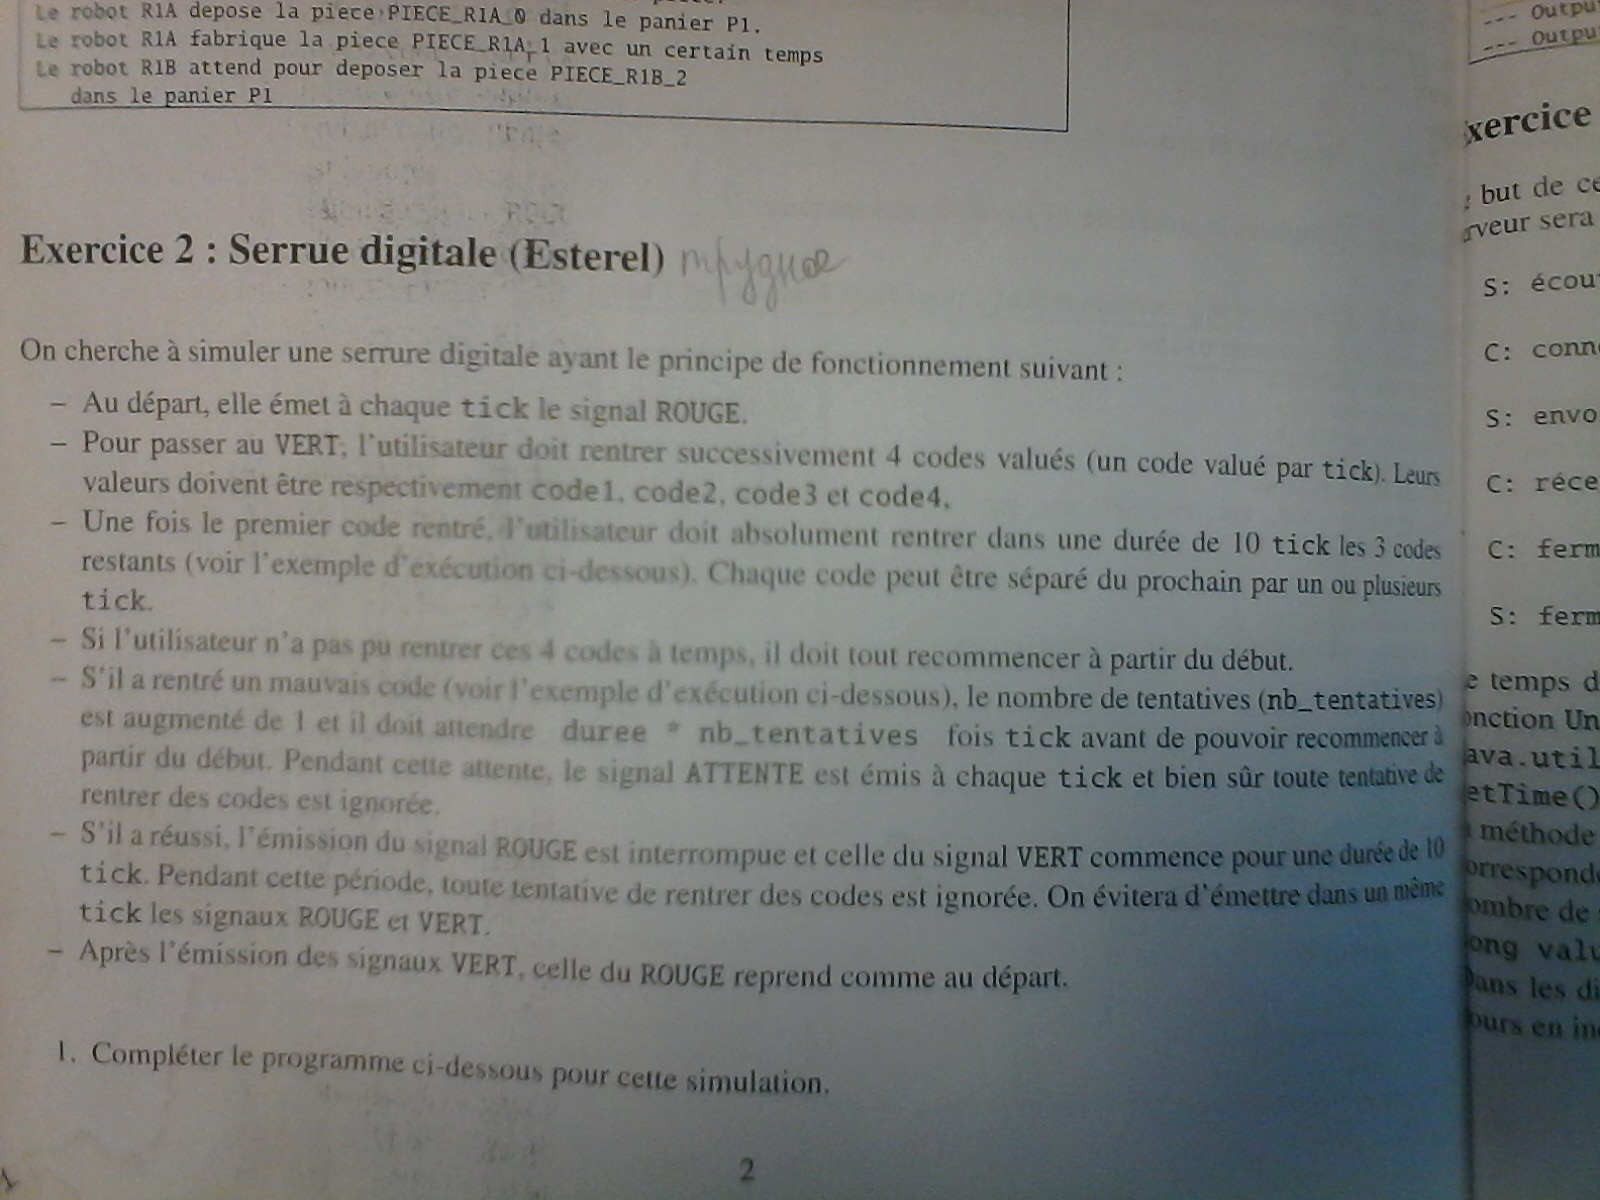 Le robot R1A depose la piece PIECE_R1A_0 dans le panier P1.
Le robot R1A fabrique la piece PIECE_R1A_1 avec un certain temps
Le robot R1B attend pour deposer la piece PIECE_R1B_2
dans le panier P1
Exercice 2 : Serrue digitale (Esterel) трудное
On cherche à simuler une serrure digitale ayant le principe de fonctionnement suivant :
– Au départ, elle émet à chaque tick le signal ROUGE.
– Pour passer au VERT, l'utilisateur doit rentrer successivement 4 codes valués (un code valué par tick). Leurs
valeurs doivent être respectivement code1, code2, code3 et code4.
– Une fois le premier code rentré, l'utilisateur doit absolument rentrer dans une durée de 10 tick les 3 codes
restants (voir l'exemple d'exécution ci-dessous). Chaque code peut être séparé du prochain par un ou plusieurs
tick.
– Si l'utilisateur n'a pas pu rentrer ces 4 codes à temps, il doit tout recommencer à partir du début.
– S'il a rentré un mauvais code (voir l'exemple d'exécution ci-dessous), le nombre de tentatives (nb_tentatives)
est augmenté de 1 et il doit attendre duree * nb_tentatives fois tick avant de pouvoir recommencer à
partir du début. Pendant cette attente, le signal ATTENTE est émis à chaque tick et bien sûr toute tentative de
rentrer des codes est ignorée.
– S'il a réussi, l'émission du signal ROUGE est interrompue et celle du signal VERT commence pour une durée de 10
tick. Pendant cette période, toute tentative de rentrer des codes est ignorée. On évitera d'émettre dans un même
tick les signaux ROUGE et VERT.
– Après l'émission des signaux VERT, celle du ROUGE reprend comme au départ.
1. Compléter le programme ci-dessous pour cette simulation.
2
--- Outpu
--- Outpu
xercice
but de ce
rveur sera
S: écou
C: conn
S: envo
C: réce
C: ferm
S: ferm
e temps d
onction Un
ava.util
etTime()
méthode
orresponde
ombre de
ong valu
ans les di
ours en in